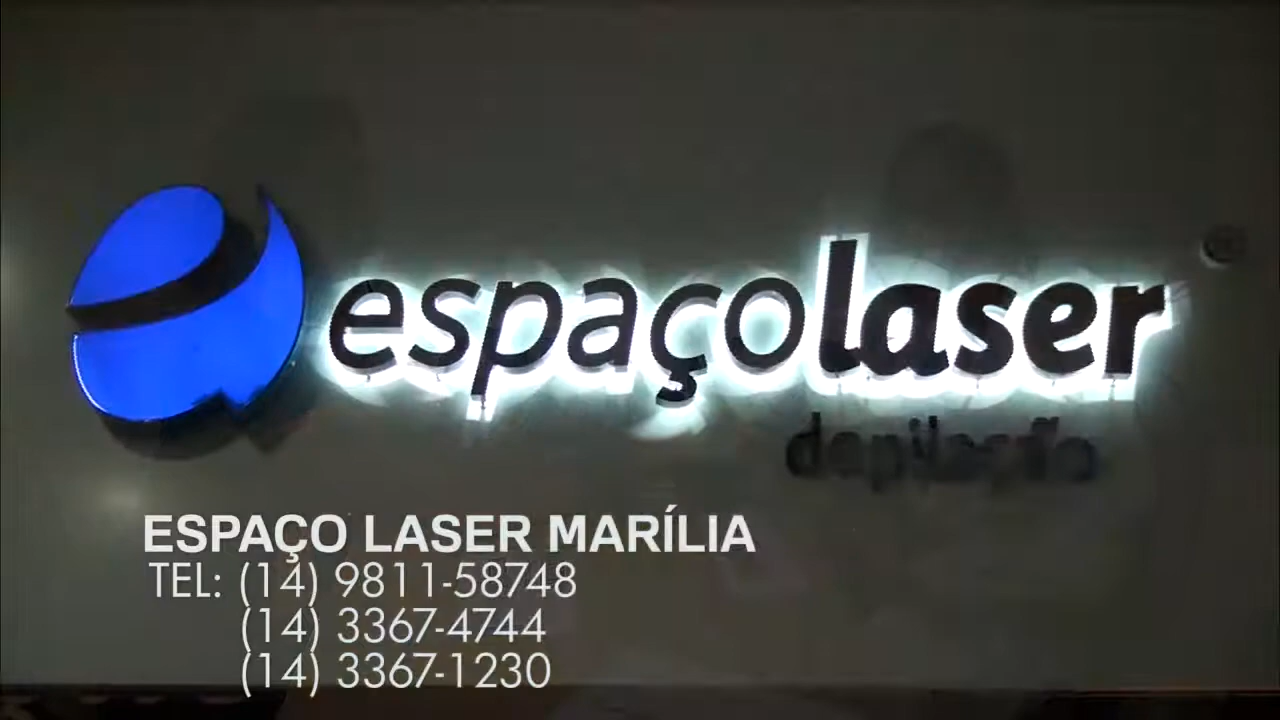 espaçolaser
depilação
ESPAÇO LASER MARÍLIA
TEL: (14) 9811-58748
(14) 3367-4744
(14) 3367-1230